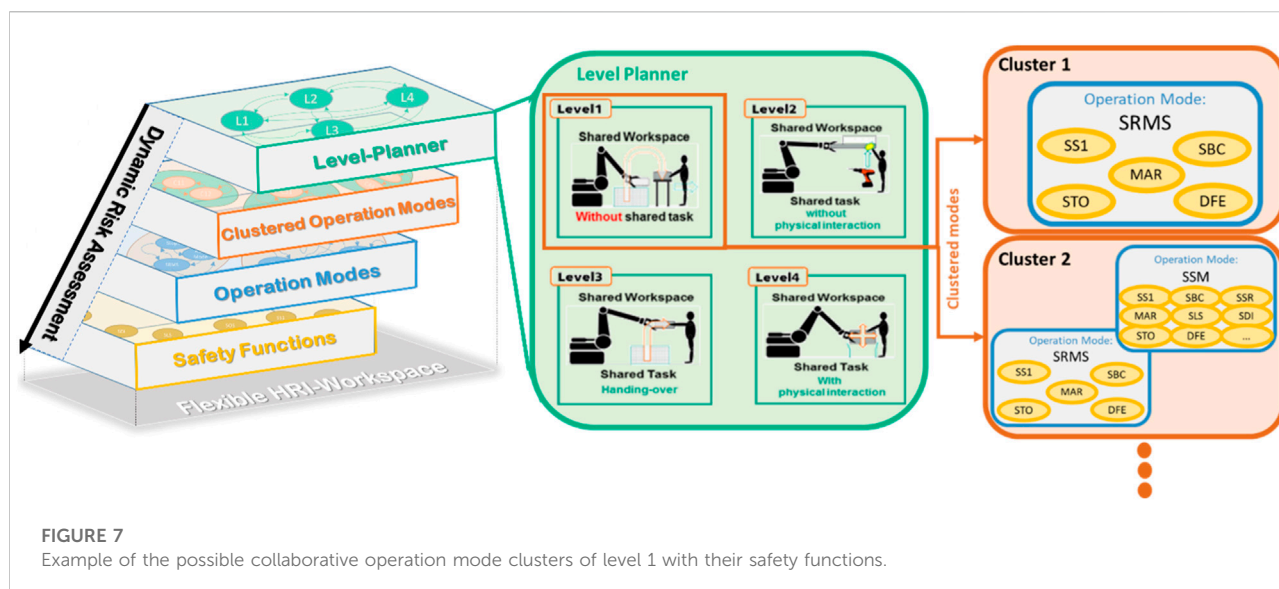 Dynamic Risk Assessment
L1
L2
L3
L4
Level-Planner
Clustered Operation Modes
Operation Modes
Safety Functions
Flexible HRI-Workspace
Level Planner
Level1
Shared Workspace
Without shared task
Level2
Shared Workspace
Shared task
without
physical interaction
Level3
Shared Workspace
Shared Task
Handing-over
Level4
Shared Workspace
Shared Task
With
physical interaction
Clustered modes
Cluster 1
Operation Mode:
SRMS
SS1
SBC
MAR
STO
DFE
Cluster 2
Operation Mode:
SSM
SS1 SBC SSR
MAR SLS SDI
STO DFE ...
Operation Mode:
SRMS
SS1
SBC
MAR
STO
DFE
FIGURE 7
Example of the possible collaborative operation mode clusters of level 1 with their safety functions.